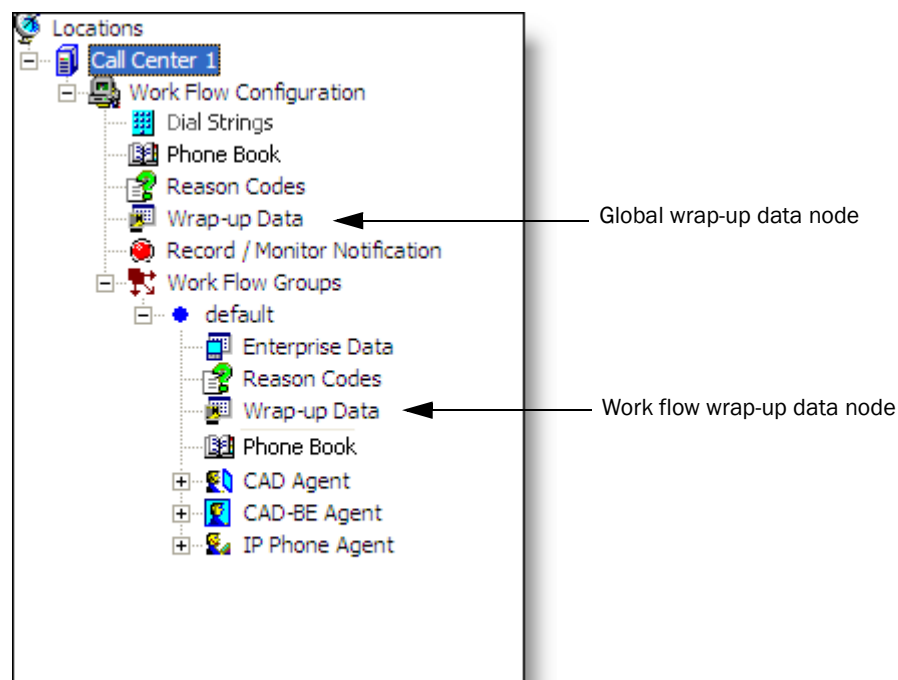 Locations
Call Center 1
Work Flow Configuration
Dial Strings
Phone Book
Reason Codes
Wrap-up Data
Global wrap-up data node
Record / Monitor Notification
Work Flow Groups
default
Enterprise Data
Reason Codes
Wrap-up Data
Work flow wrap-up data node
Phone Book
CAD Agent
CAD-BE Agent
IP Phone Agent